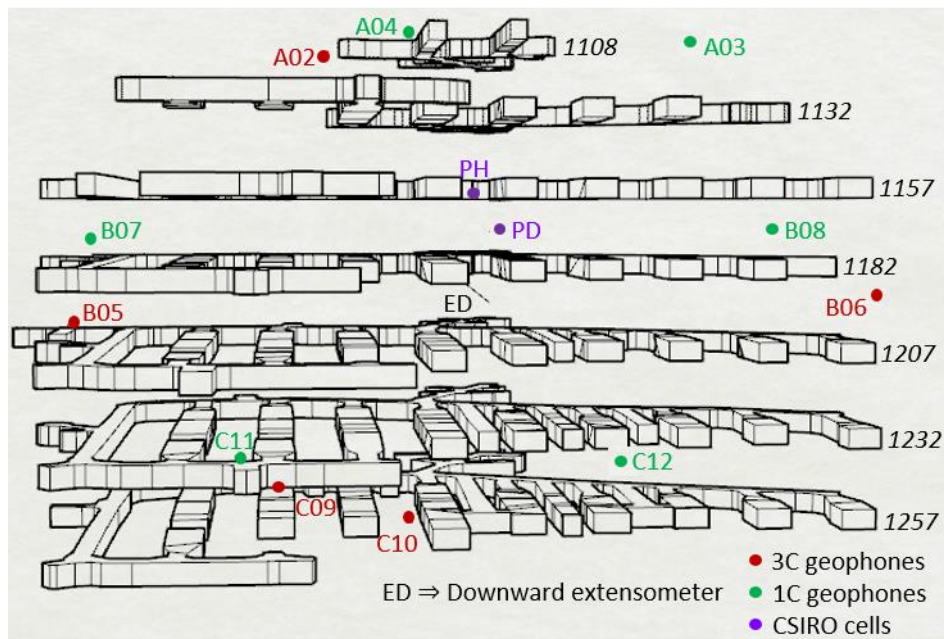 A04
A02
A03
1108
1132
PH
1157
B07
PD
B08
1182
ED
B06
B05
1207
1232
C11
C12
C09
C10
1257
3C geophones
ED ⇒ Downward extensometer
1C geophones
CSIRO cells